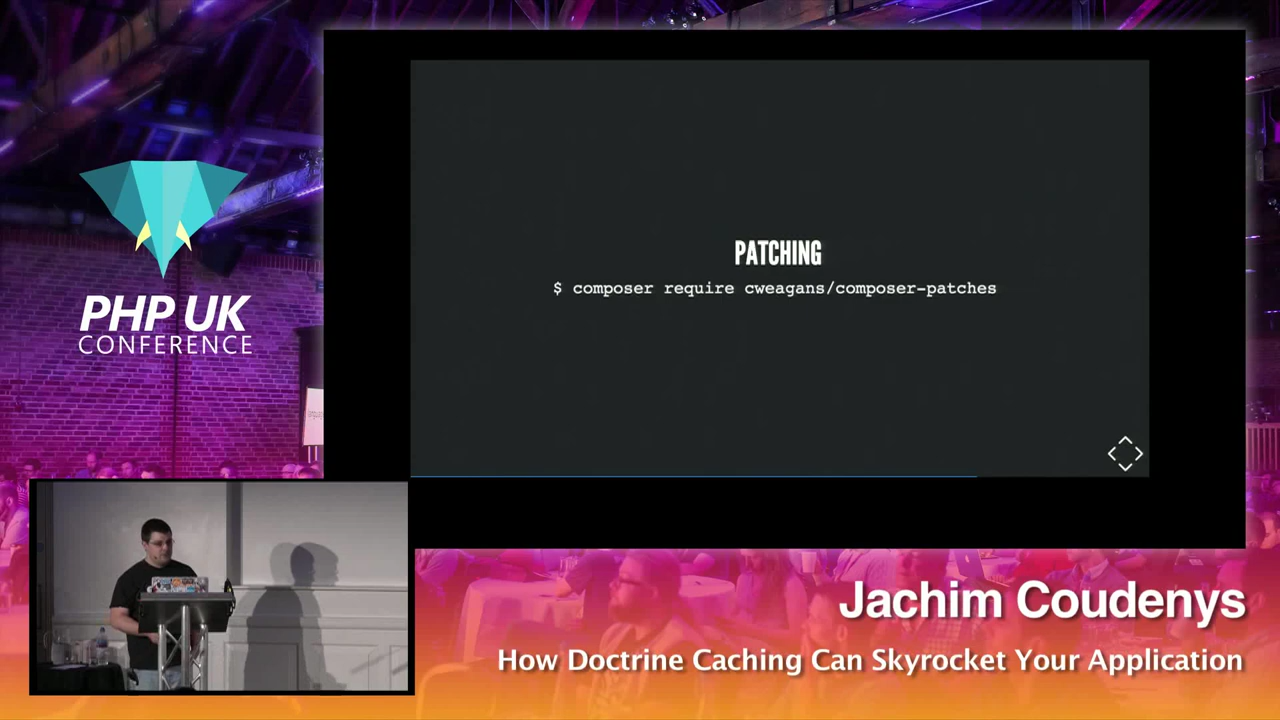 PATCHING
$ composer require cweagans/composer-patches
PHP UK
CONFERENCE
Jachim Coudenys
How Doctrine Caching Can Skyrocket Your Application